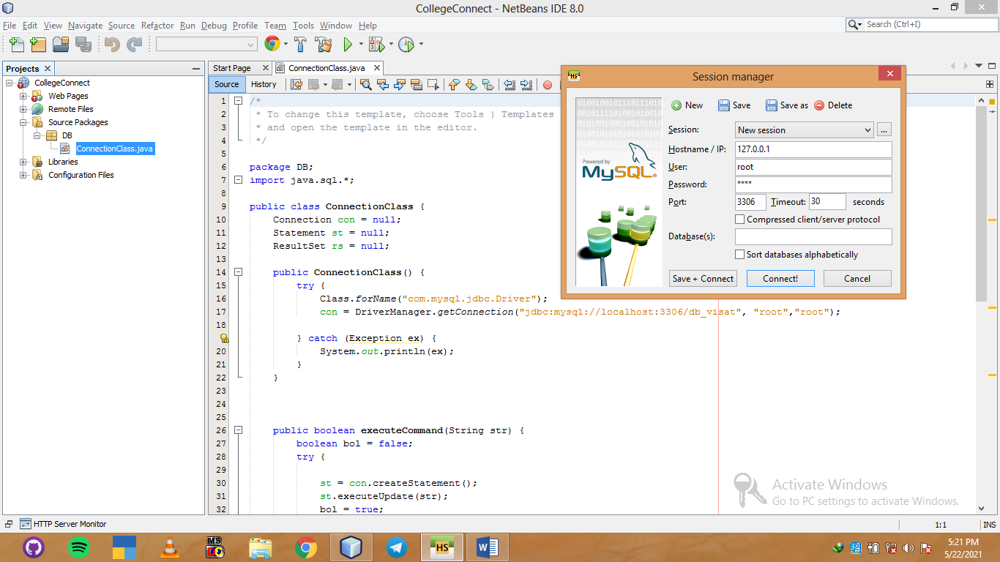 CollegeConnect - NetBeans IDE 8.0
File Edit View Navigate Source Refactor Run Debug Profile Team Tools Window Help
Search (Ctrl+I)
Projects
CollegeConnect
Web Pages
Remote Files
Source Packages
DB
ConnectionClass.java
Libraries
Configuration Files
Start Page
ConnectionClass.java
Source
History
1 /*
2 * To change this template, choose Tools | Templates
3 * and open the template in the editor.
4 */
5
6 package DB;
7 import java.sql.*;
8
9 public class ConnectionClass {
10 Connection con = null;
11 Statement st = null;
12 ResultSet rs = null;
13
14 public ConnectionClass() {
15 try {
16 Class.forName("com.mysql.jdbc.Driver");
17 con = DriverManager.getConnection("jdbc:mysql://localhost:3306/db_visat", "root","root");
18
} catch (Exception ex) {
20 System.out.println(ex);
21 }
22 }
23
24
25
26 public boolean executeCommand(String str) {
27 boolean bol = false;
28 try {
29
30 st = con.createStatement();
31 st.executeUpdate(str);
32 bol = true;
HS
Session manager
Powered by
MySQL
New Save Save as Delete
Session: New session ...
Hostname / IP: 127.0.0.1
User: root
Password: ****
Port: 3306 Timeout: 30 seconds
Compressed client/server protocol
Database(s):
Sort databases alphabetically
Save + Connect Connect! Cancel
Activate Windows
Go to PC settings to activate Windows.
HTTP Server Monitor
1:1 INS
MS
HS
W
5:21 PM
5/22/2021